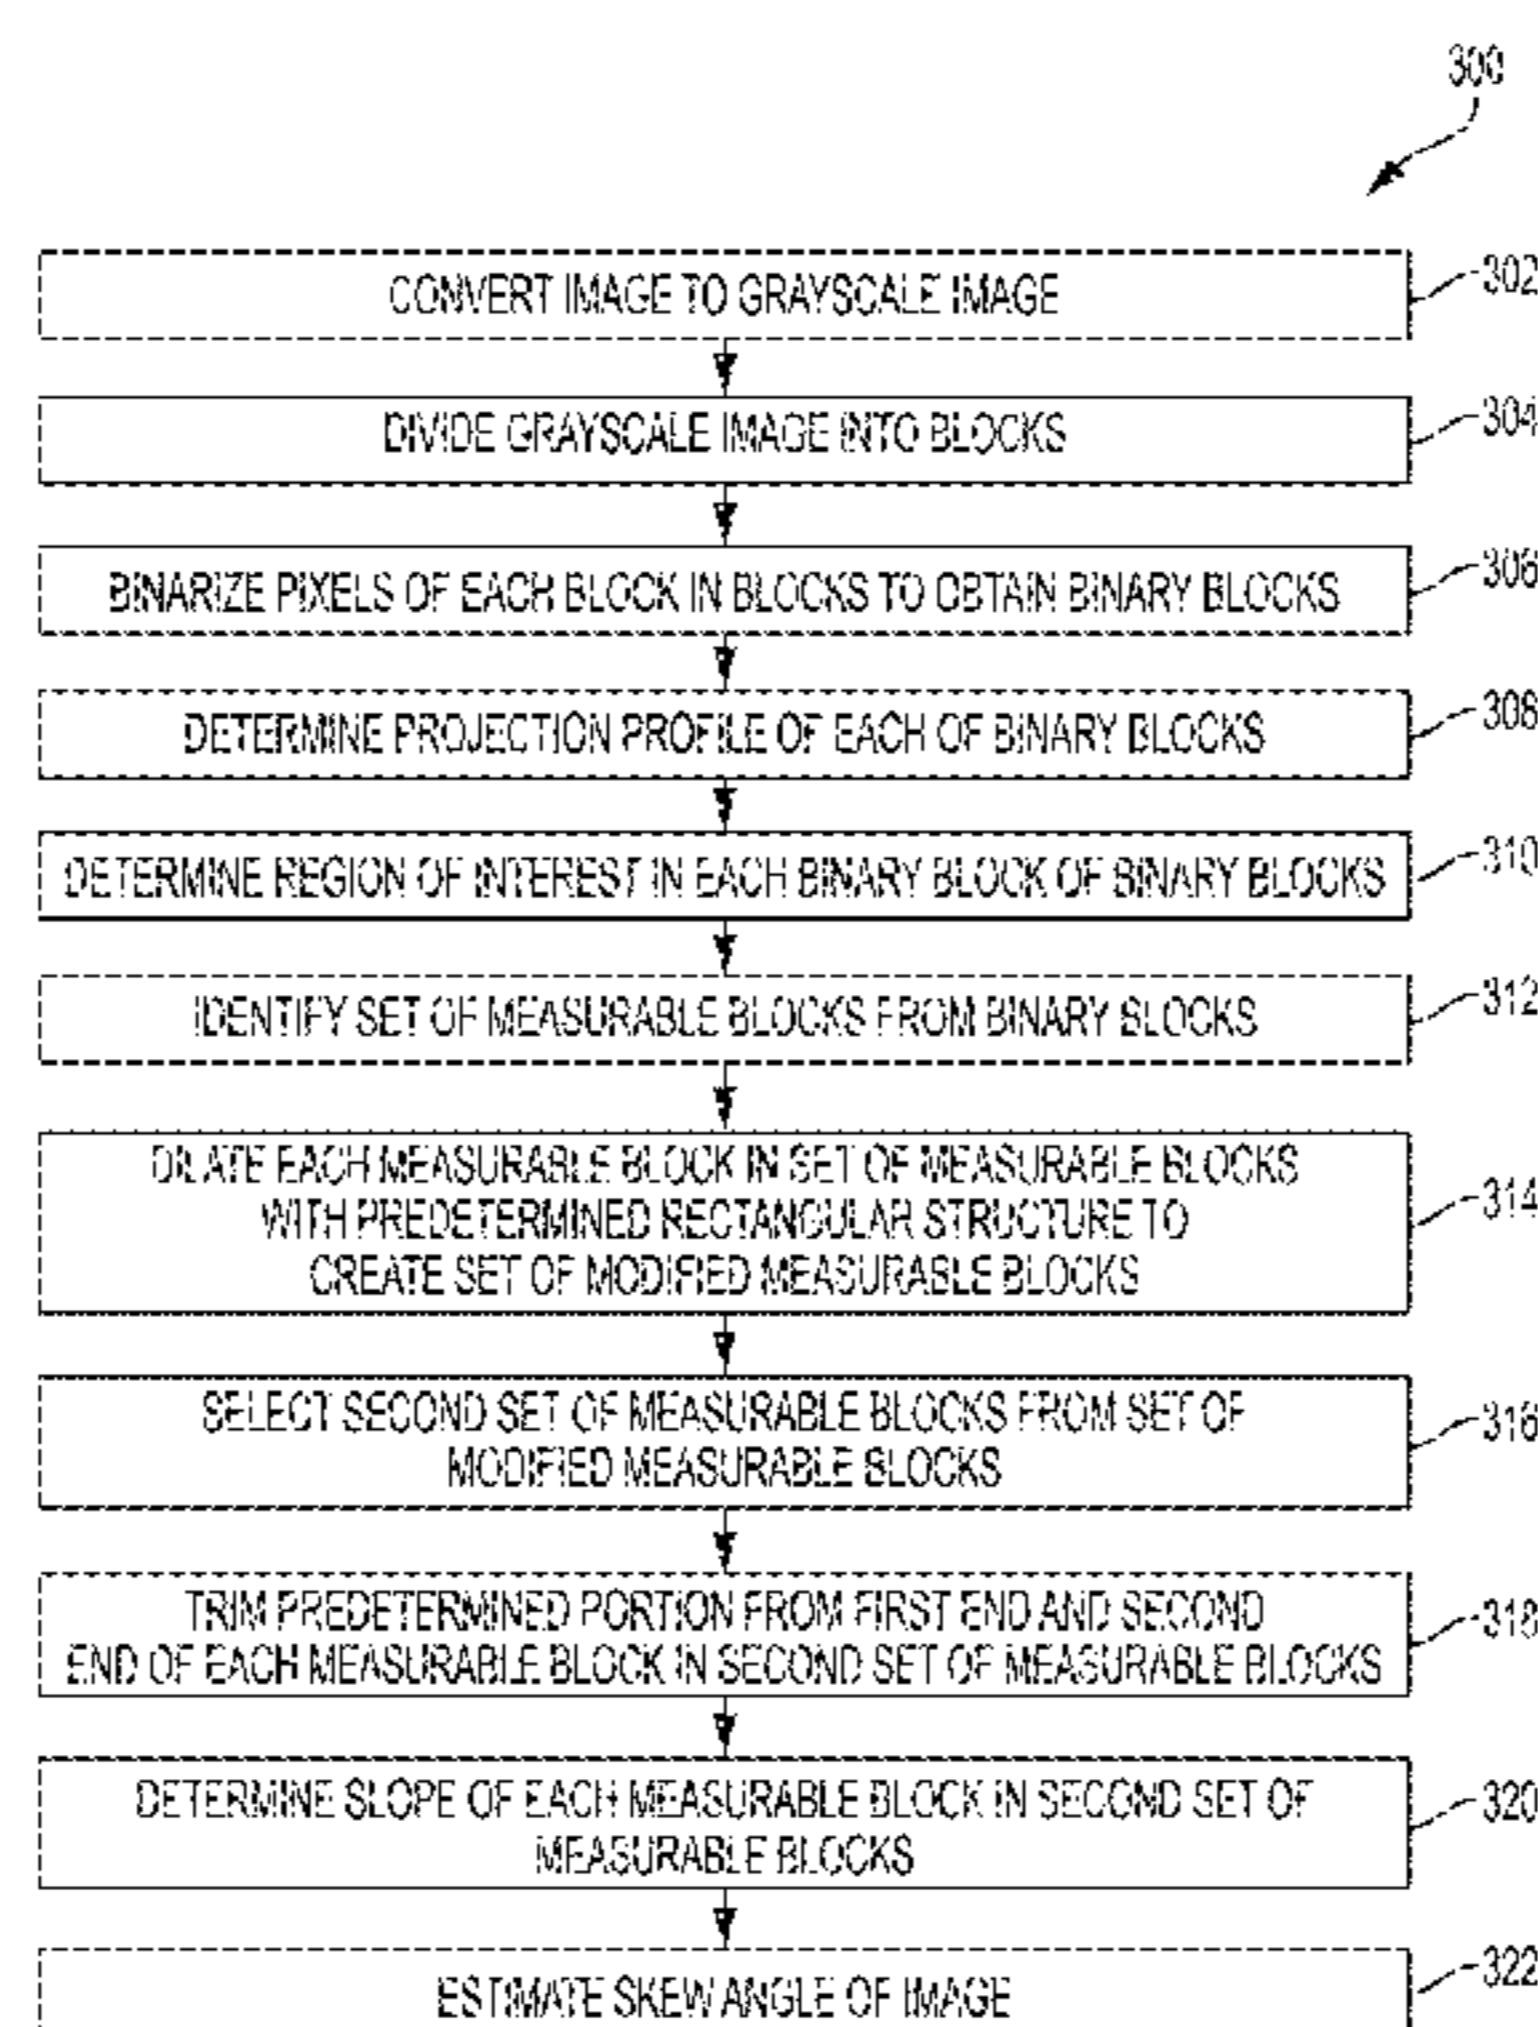 300
CONVERT IMAGE TO GRAYSCALE IMAGE
302
DIVIDE GRAYSCALE IMAGE INTO BLOCKS
304
BINARIZE PIXELS OF EACH BLOCK IN BLOCKS TO OBTAIN BINARY BLOCKS
306
DETERMINE PROJECTION PROFILE OF EACH OF BINARY BLOCKS
308
DETERMINE REGION OF INTEREST IN EACH BINARY BLOCK OF BINARY BLOCKS
310
IDENTIFY SET OF MEASURABLE BLOCKS FROM BINARY BLOCKS
312
DILATE EACH MEASURABLE BLOCK IN SET OF MEASURABLE BLOCKS
WITH PREDETERMINED RECTANGULAR STRUCTURE TO
CREATE SET OF MODIFIED MEASURABLE BLOCKS
314
SELECT SECOND SET OF MEASURABLE BLOCKS FROM SET OF
MODIFIED MEASURABLE BLOCKS
316
TRIM PREDETERMINED PORTION FROM FIRST END AND SECOND
END OF EACH MEASURABLE BLOCK IN SECOND SET OF MEASURABLE BLOCKS
318
DETERMINE SLOPE OF EACH MEASURABLE BLOCK IN SECOND SET OF
MEASURABLE BLOCKS
320
ESTIMATE SKEW ANGLE OF IMAGE
322